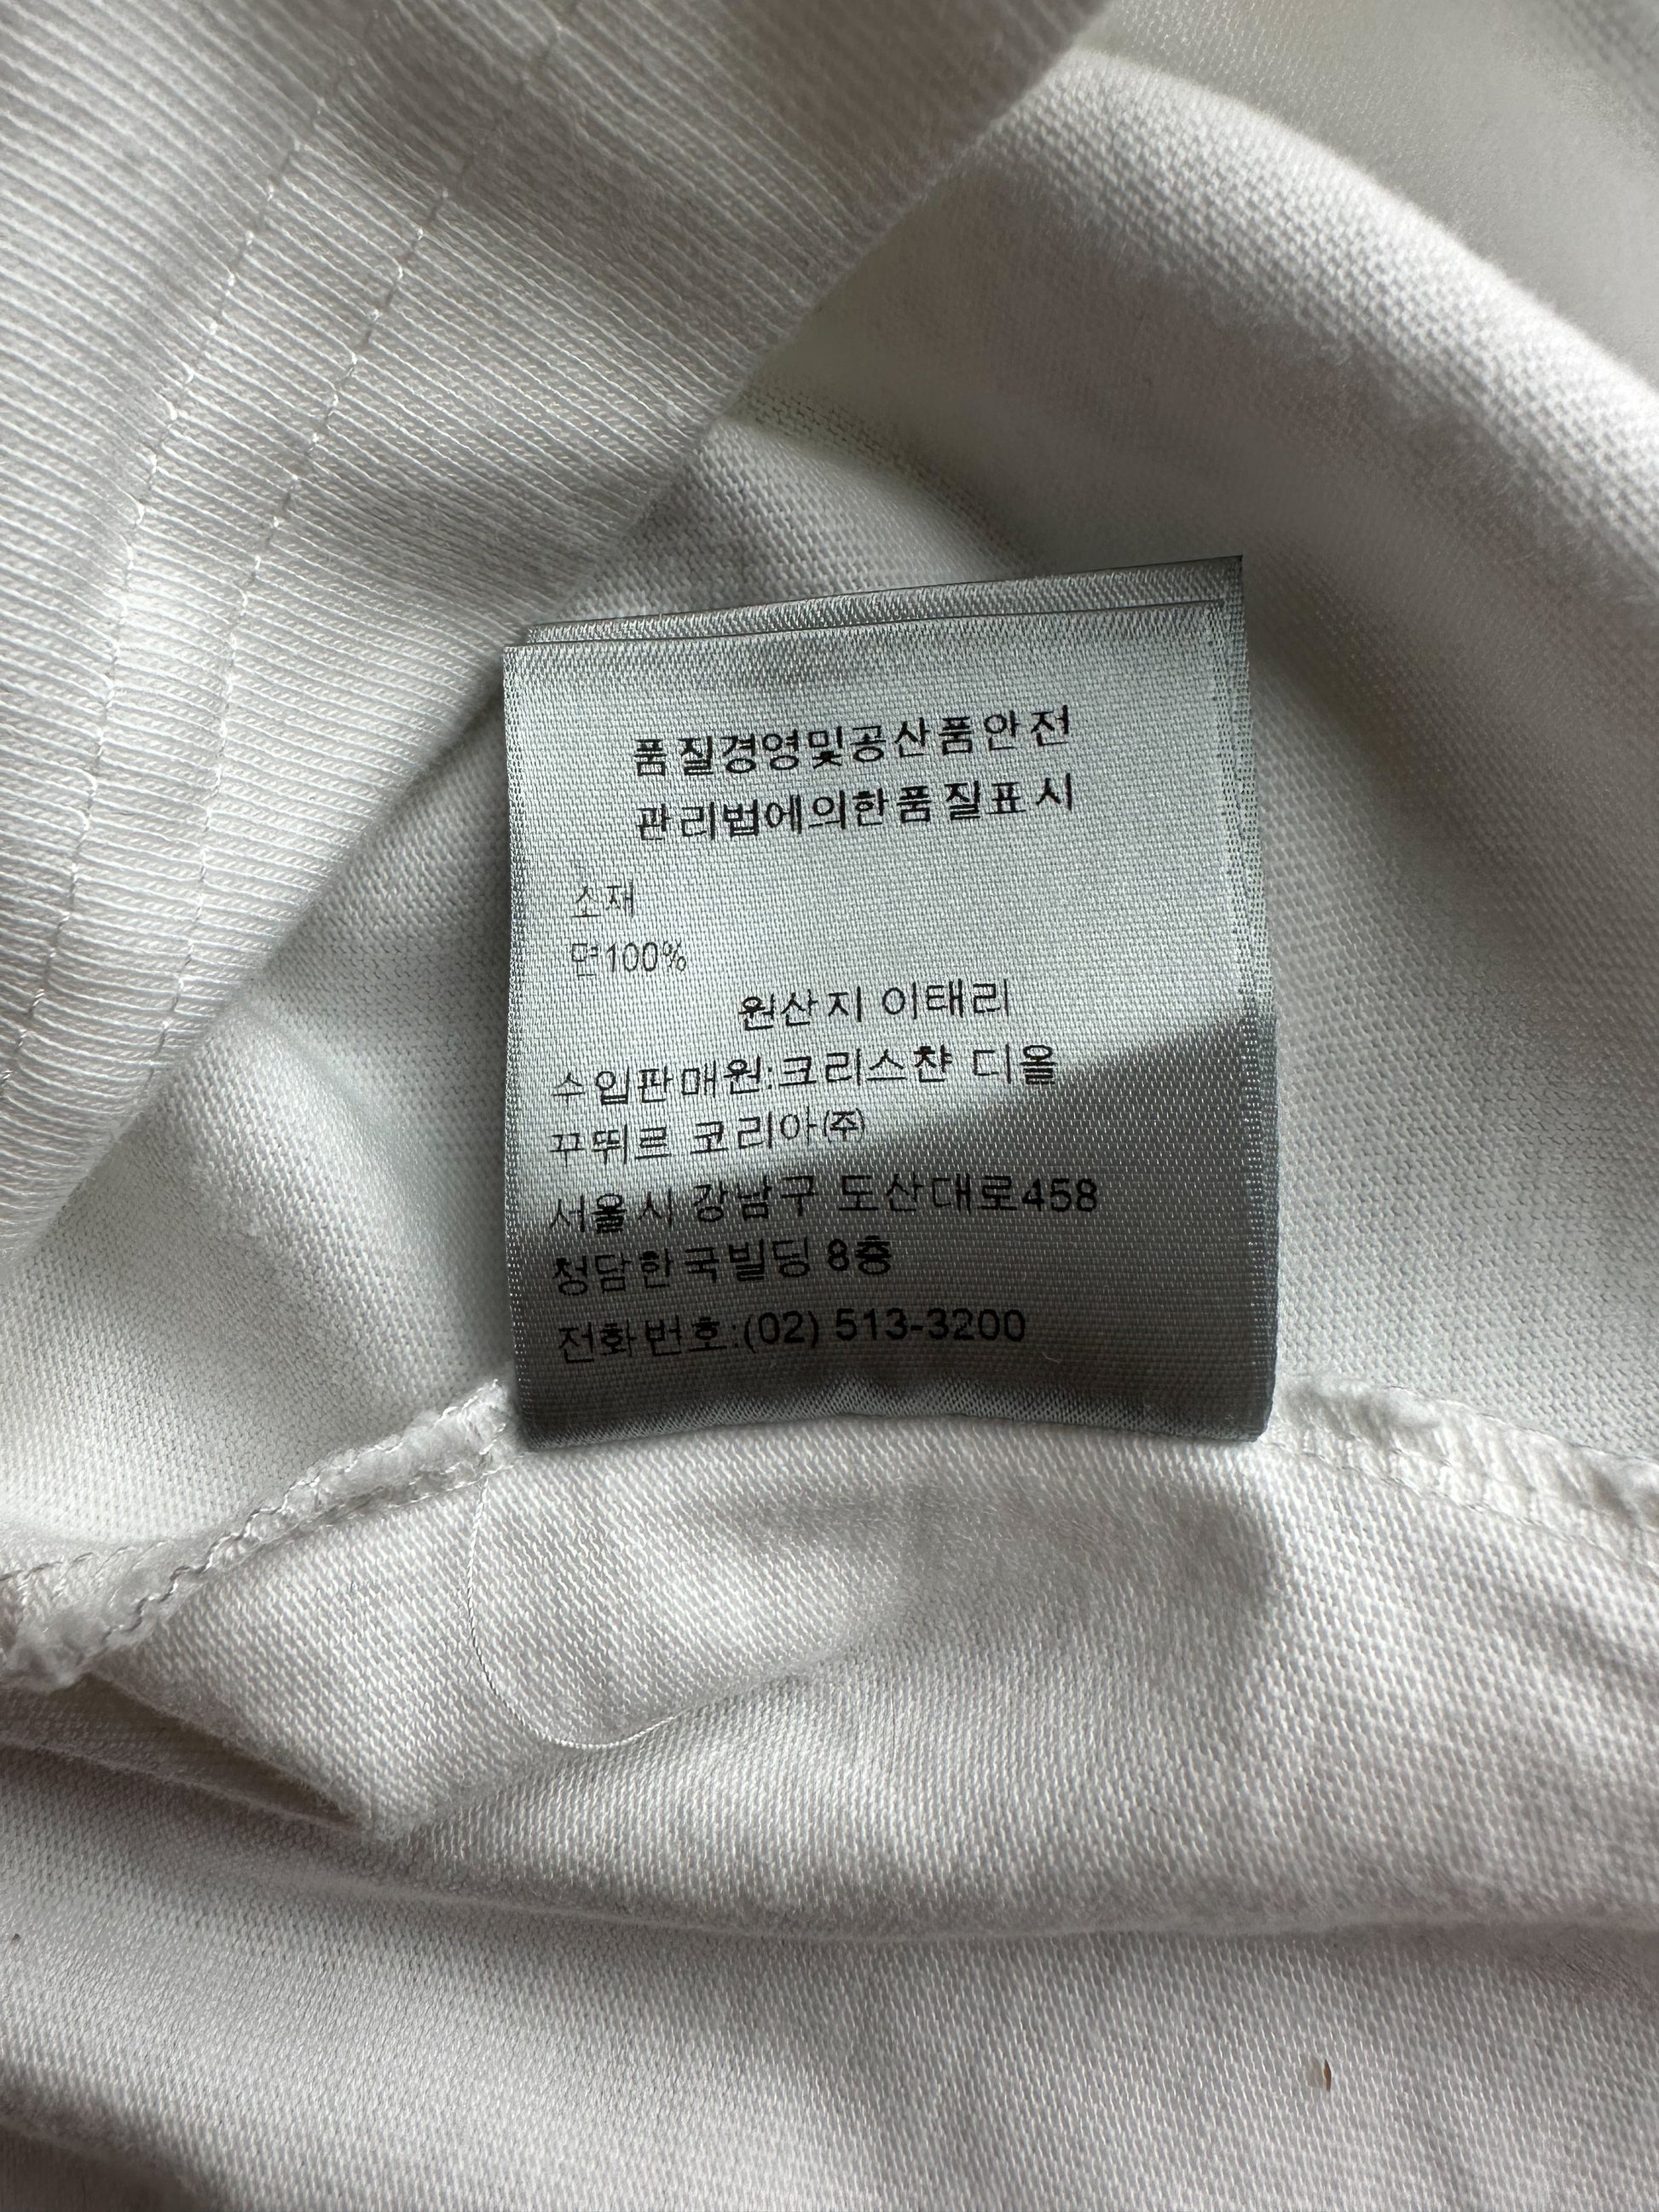 품질경영및공산품안전
관리법에의한품질표시
소재
면100%
원산지 이태리
수입판매원:크리스챤 디올
꾸뛰르 코리아(주)
서울시 강남구 도산대로458
청담한국빌딩 8층
전화번호:(02) 513-3200